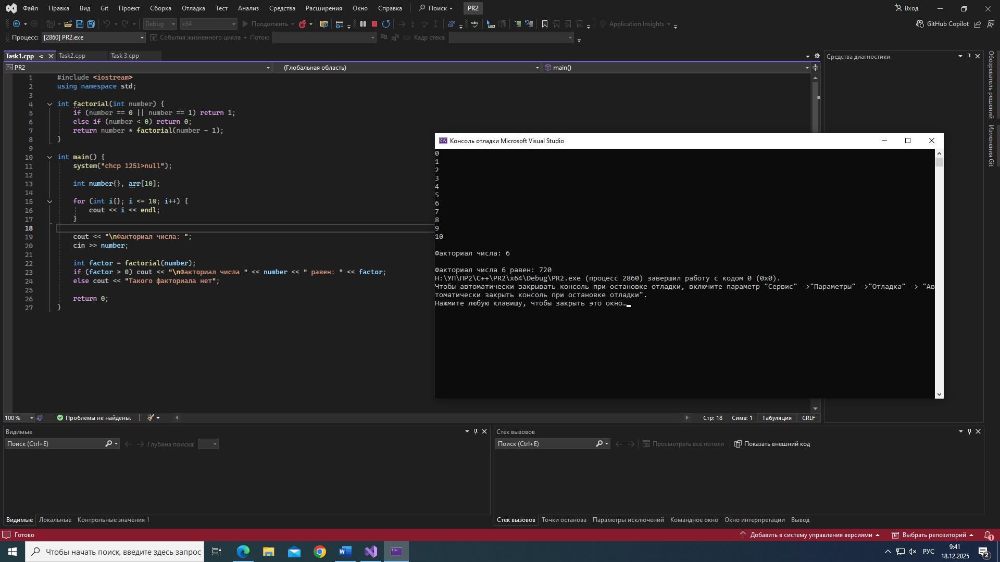 Файл Правка Вид Git Проект Сборка Отладка Тест Анализ Средства Расширения Окно Справка Поиск PR2 Вход
Debug x64 Продолжить Application Insights GitHub Copilot
Процесс: [2860] PR2.exe События жизненного цикла Поток: Кадр стека:
Task1.cpp Task2.cpp Task 3.cpp
PR2 (Глобальная область) main()
1 #include <iostream>
2 using namespace std;
3
4 int factorial(int number) {
5 if (number == 0 || number == 1) return 1;
6 else if (number < 0) return 0;
7 return number * factorial(number - 1);
8 }
9
10 int main() {
11 system("chcp 1251>null");
12
13 int number{}, arr[10];
14
15 for (int i{}; i <= 10; i++) {
16 cout << i << endl;
17 }
18
19 cout << "\nФакториал числа: ";
20 cin >> number;
21
22 int factor = factorial(number);
23 if (factor > 0) cout << "\nФакториал числа " << number << " равен: " << factor;
24 else cout << "Такого факториала нет";
25
26 return 0;
27 }
Консоль отладки Microsoft Visual Studio
0
1
2
3
4
5
6
7
8
9
10
Факториал числа: 6
Факториал числа 6 равен: 720
H:\УП\ПР2\C++\PR2\x64\Debug\PR2.exe (процесс 2860) завершил работу с кодом 0 (0x0).
Чтобы автоматически закрывать консоль при остановке отладки, включите параметр "Сервис" ->"Параметры" ->"Отладка" -> "Ав
томатически закрыть консоль при остановке отладки".
Нажмите любую клавишу, чтобы закрыть это окно…
Средства диагностики
Обозреватель решений
Изменения Git
100 % Проблемы не найдены. Стр: 18 Симв: 1 Табуляция CRLF
Видимые
Поиск (Ctrl+E) Глубина поиска:
Видимые Локальные Контрольные значения 1
Стек вызовов
Поиск (Ctrl+E) Просмотреть все потоки Показать внешний код
Стек вызовов Точки останова Параметры исключений Командное окно Окно интерпретации Вывод
Готово Добавить в систему управления версиями Выбрать репозиторий 1
Чтобы начать поиск, введите здесь запрос РУС 9:41
18.12.2025 2